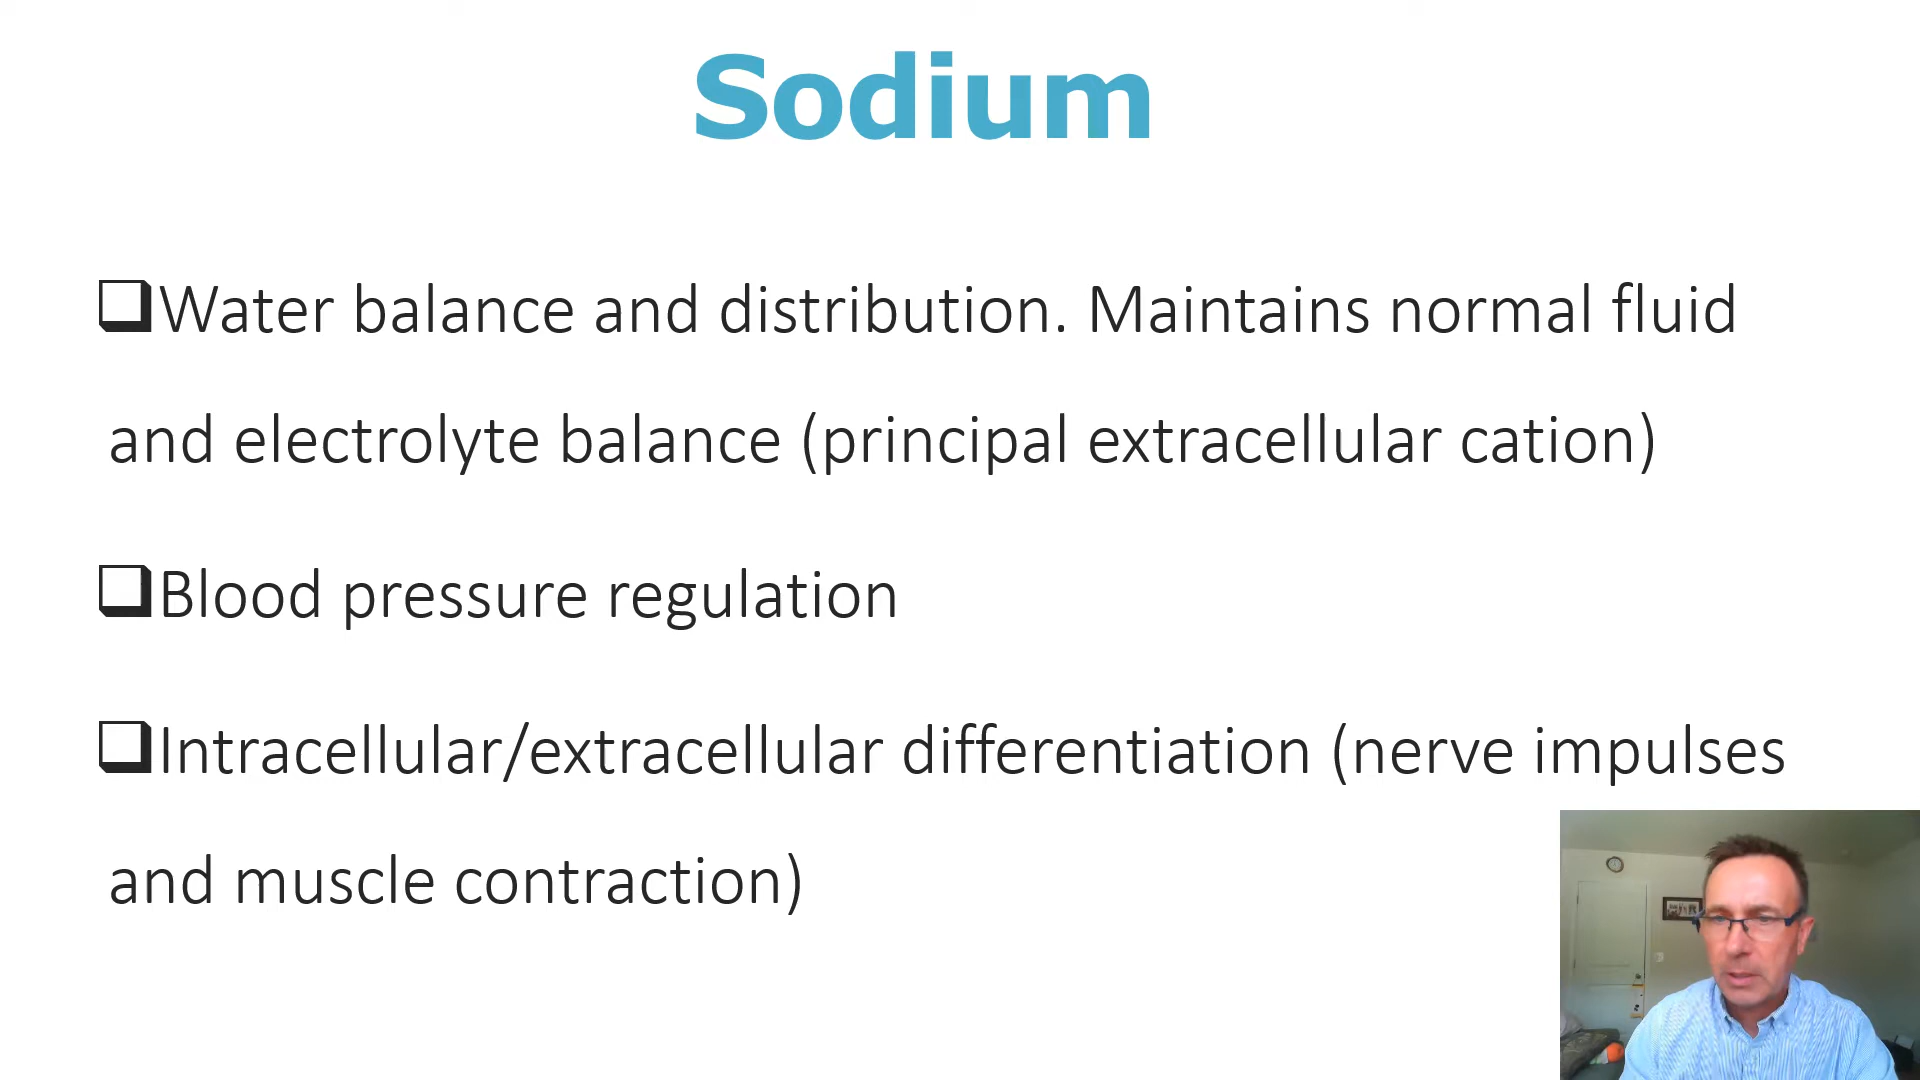 Sodium
Water balance and distribution. Maintains normal fluid
and electrolyte balance (principal extracellular cation)
Blood pressure regulation
Intracellular/extracellular differentiation (nerve impulses
and muscle contraction)